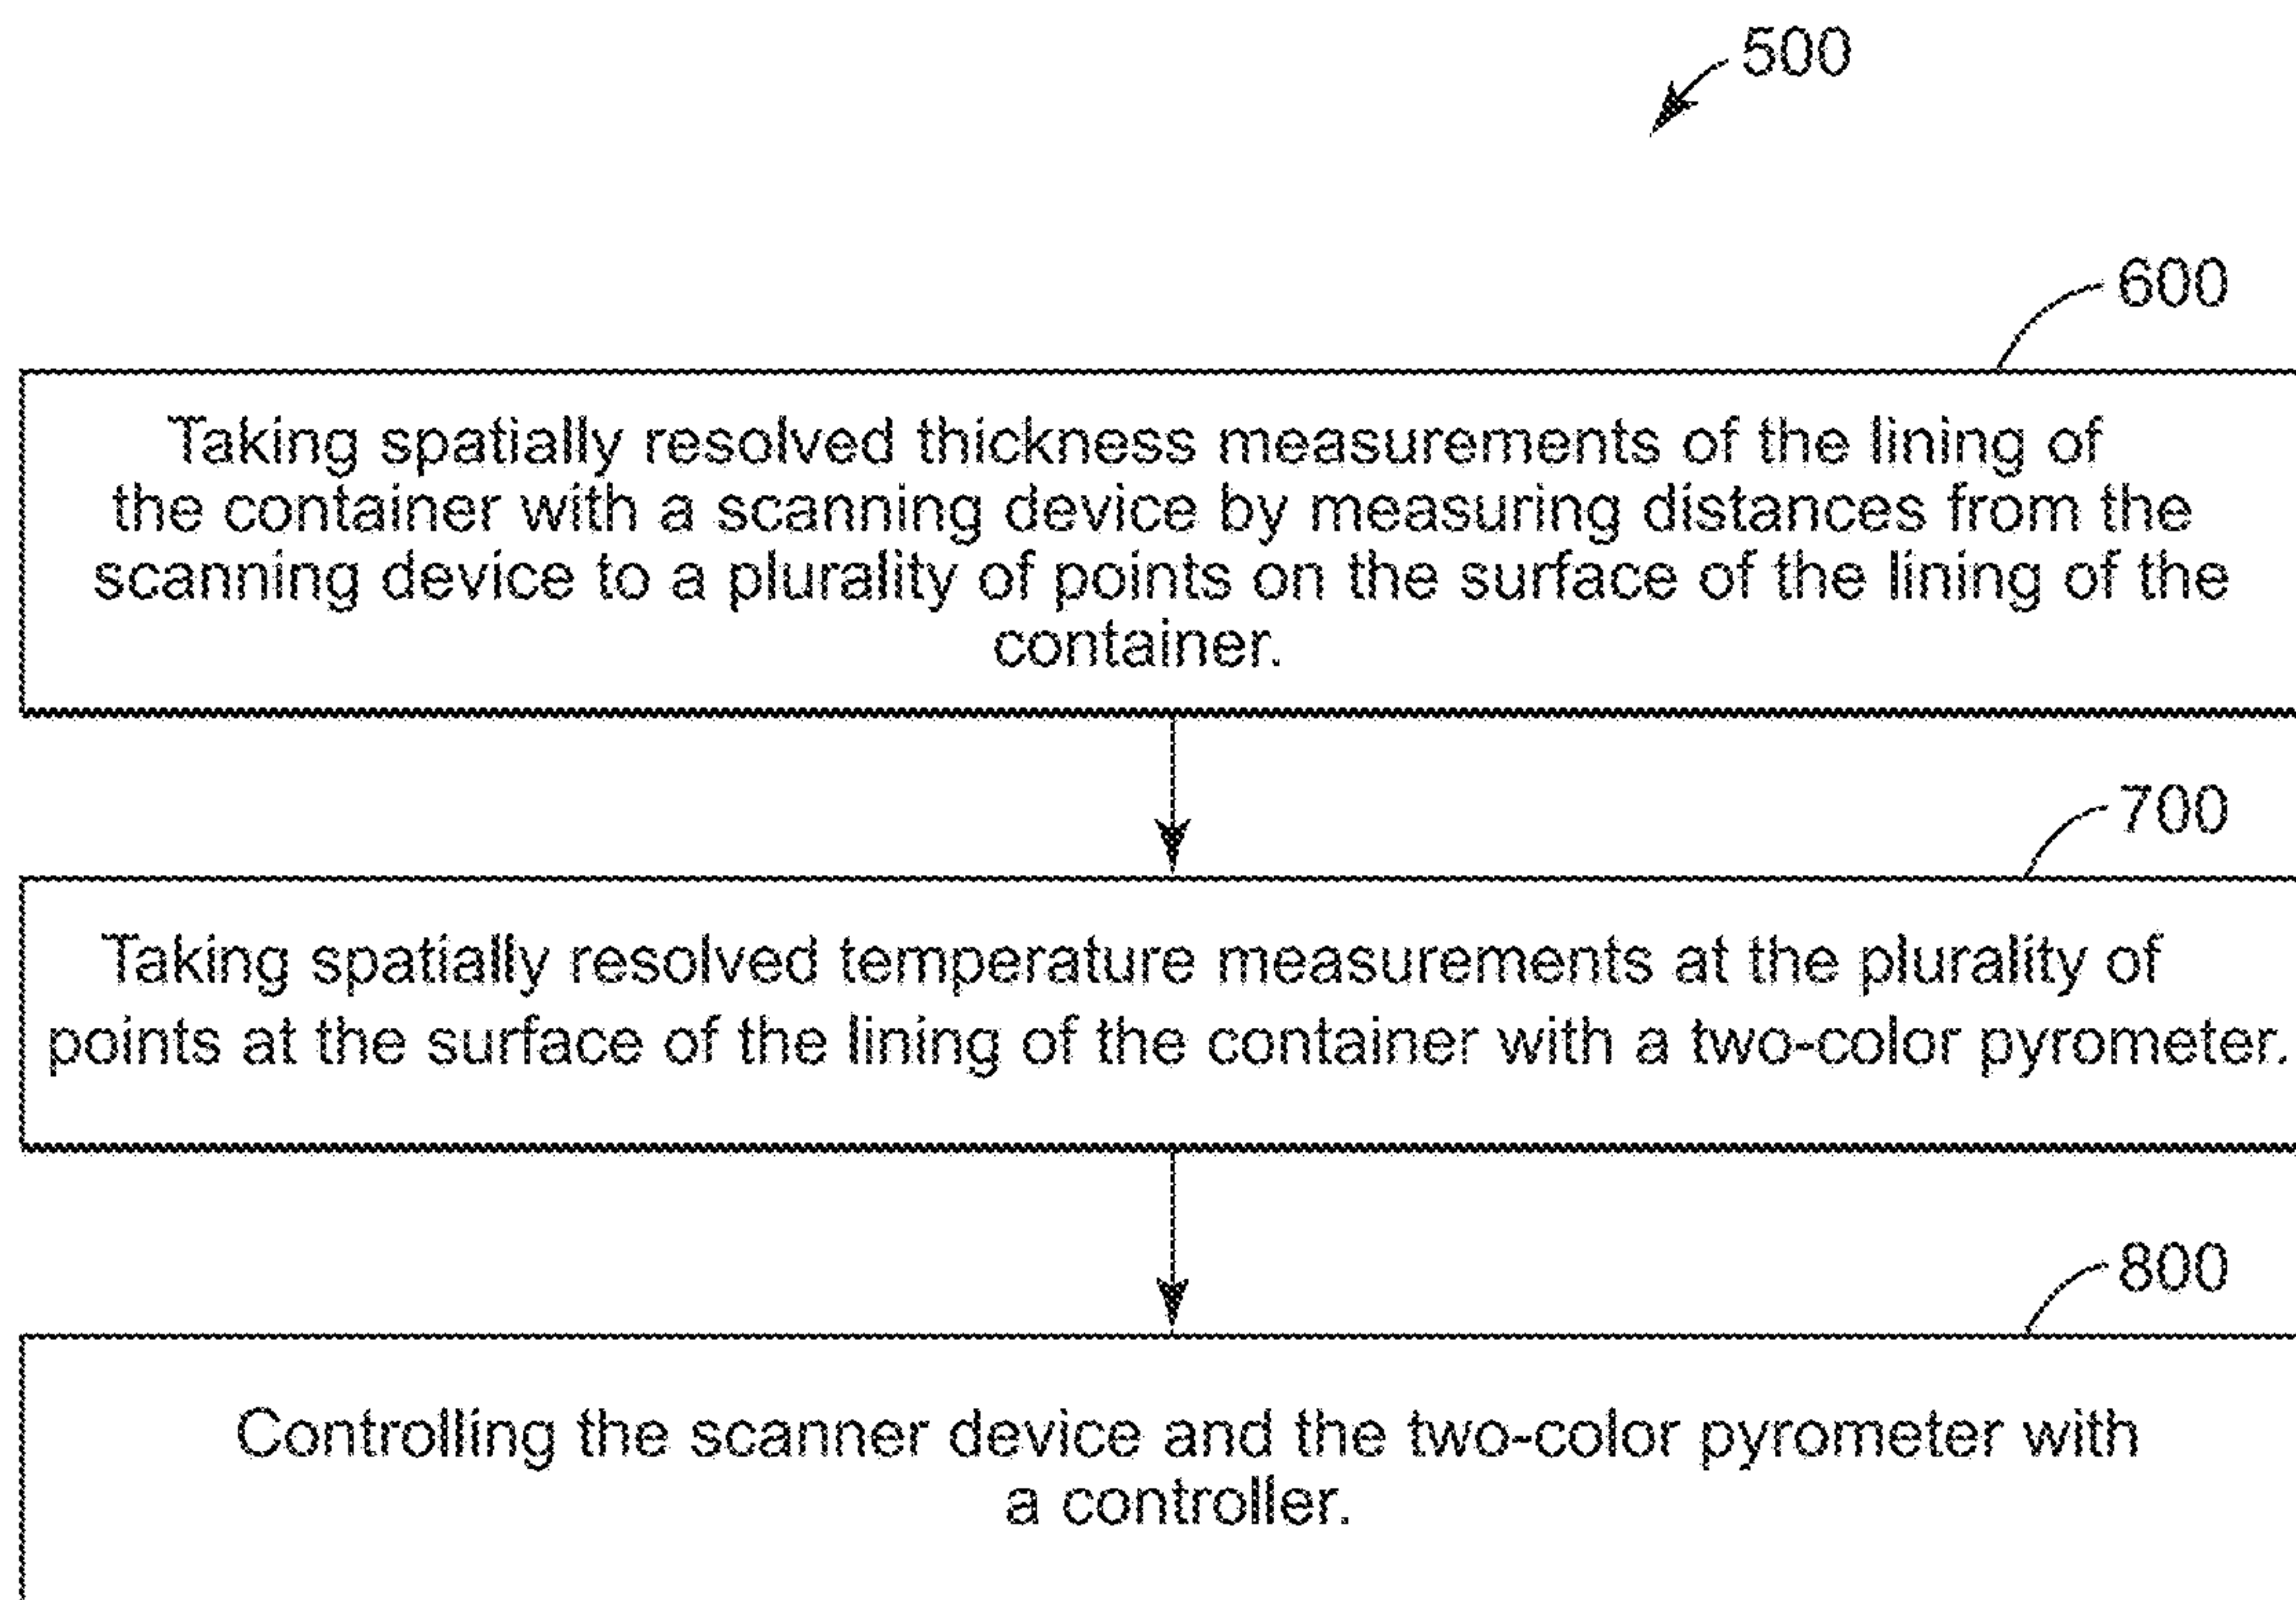 500
600
Taking spatially resolved thickness measurements of the lining of
the container with a scanning device by measuring distances from the
scanning device to a plurality of points on the surface of the lining of the
container.
700
Taking spatially resolved temperature measurements at the plurality of
points at the surface of the lining of the container with a two-color pyrometer.
800
Controlling the scanner device and the two-color pyrometer with
a controller.